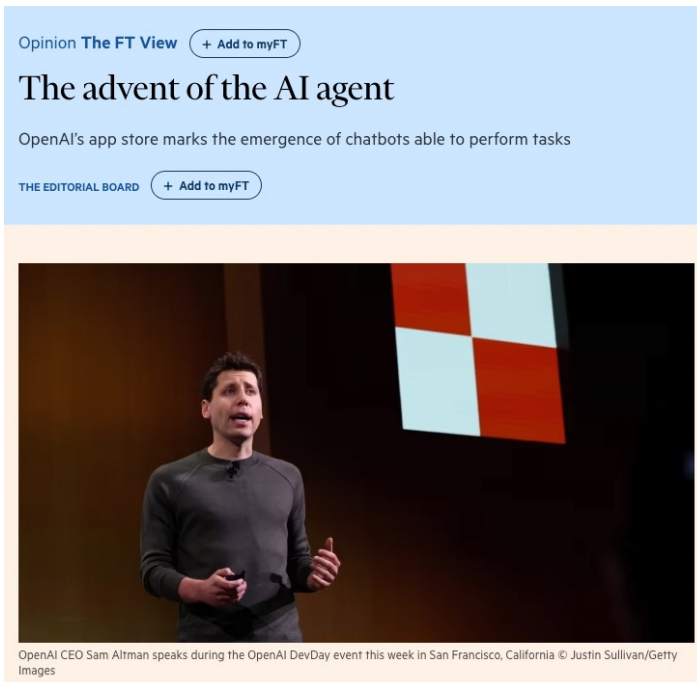 Opinion The FT View + Add to myFT
The advent of the AI agent
OpenAI's app store marks the emergence of chatbots able to perform tasks
THE EDITORIAL BOARD + Add to myFT
OpenAI CEO Sam Altman speaks during the OpenAI DevDay event this week in San Francisco, California © Justin Sullivan/Getty
Images